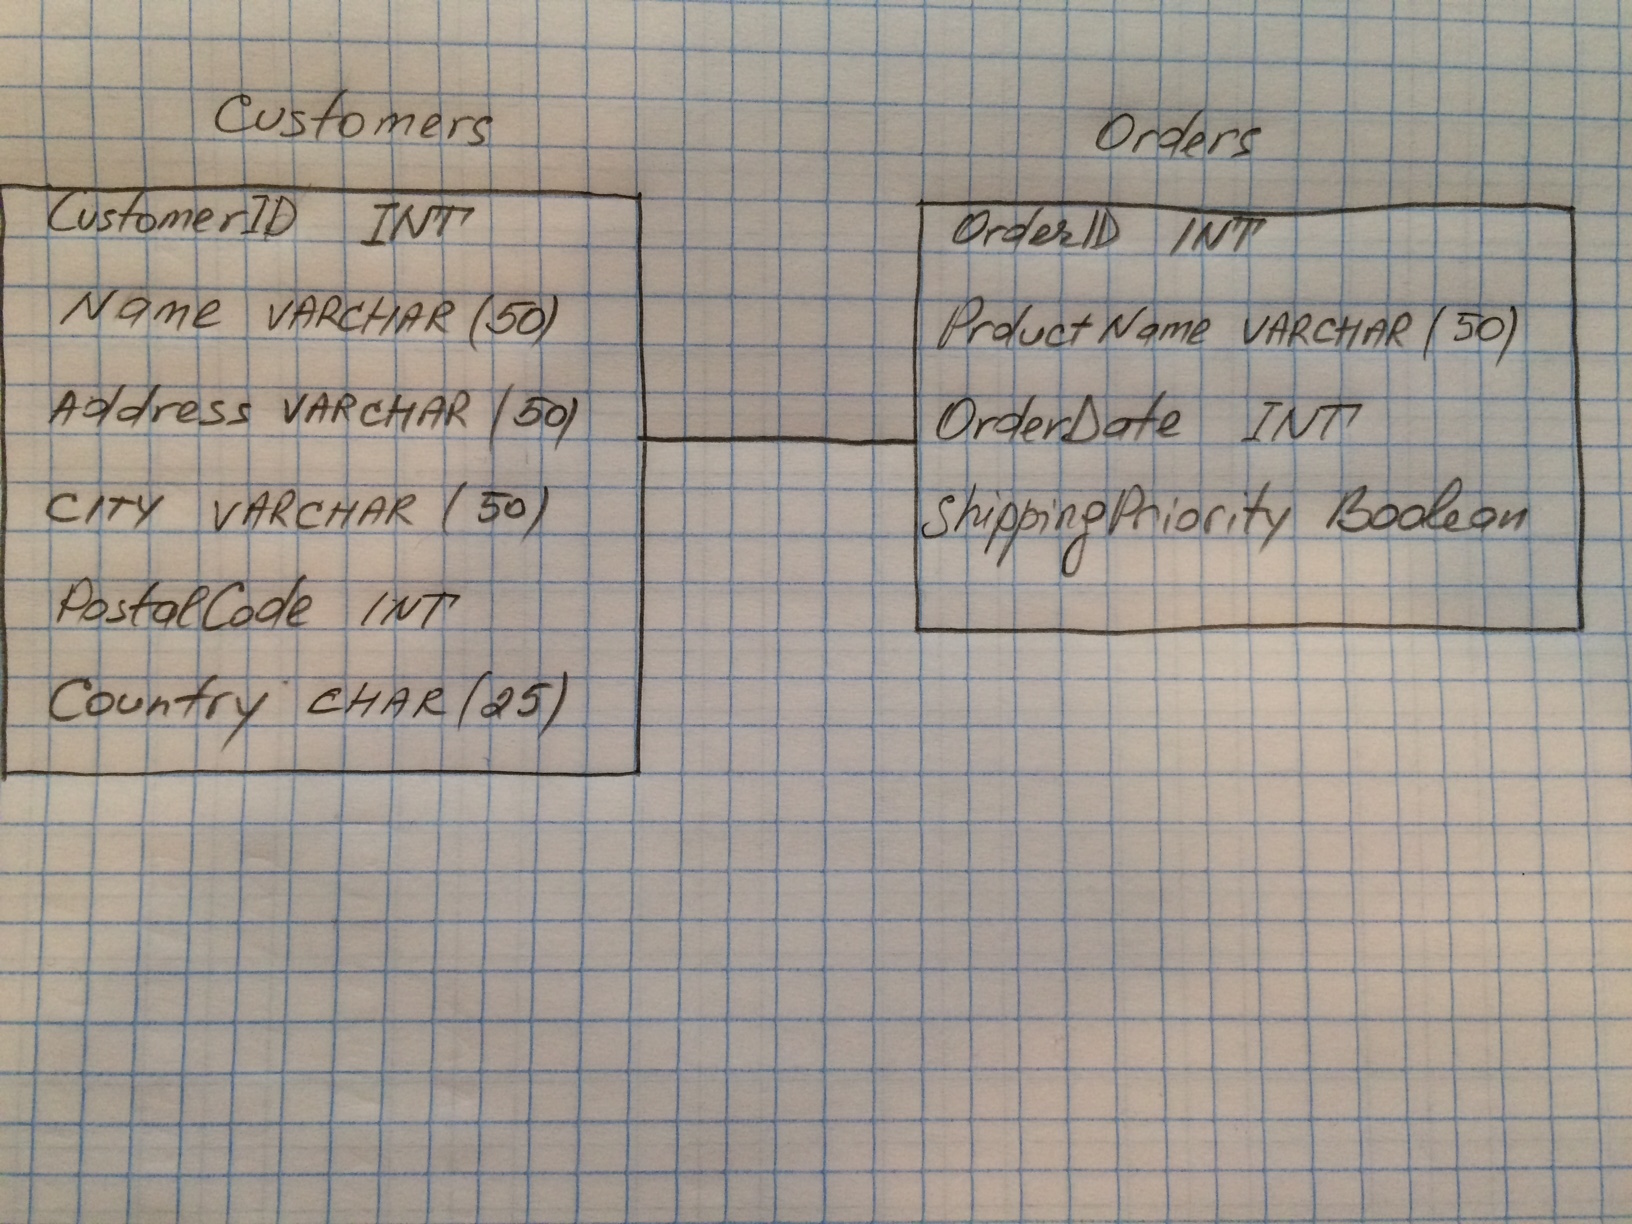 Customers
CustomerID INT
Name VARCHAR (50)
Address VARCHAR (50)
CITY VARCHAR (50)
PostalCode INT
Country CHAR (25)
Orders
OrderID INT
PrductName VARCHAR (50)
OrderDate INT
ShippingPriority Boolean